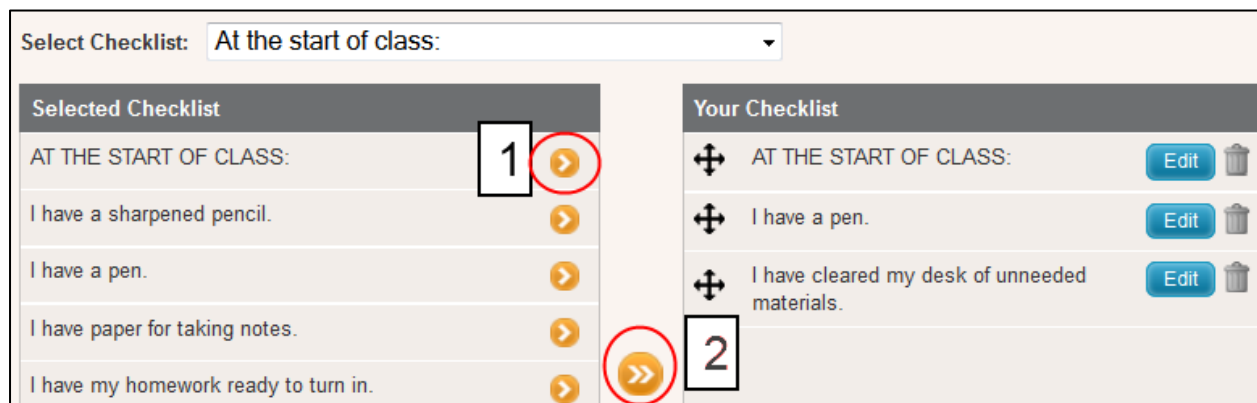 Select Checklist: At the start of class:
Selected Checklist
AT THE START OF CLASS:
1
I have a sharpened pencil.
I have a pen.
I have paper for taking notes.
I have my homework ready to turn in.
2
Your Checklist
AT THE START OF CLASS:
Edit
I have a pen.
Edit
I have cleared my desk of unneeded
materials.
Edit